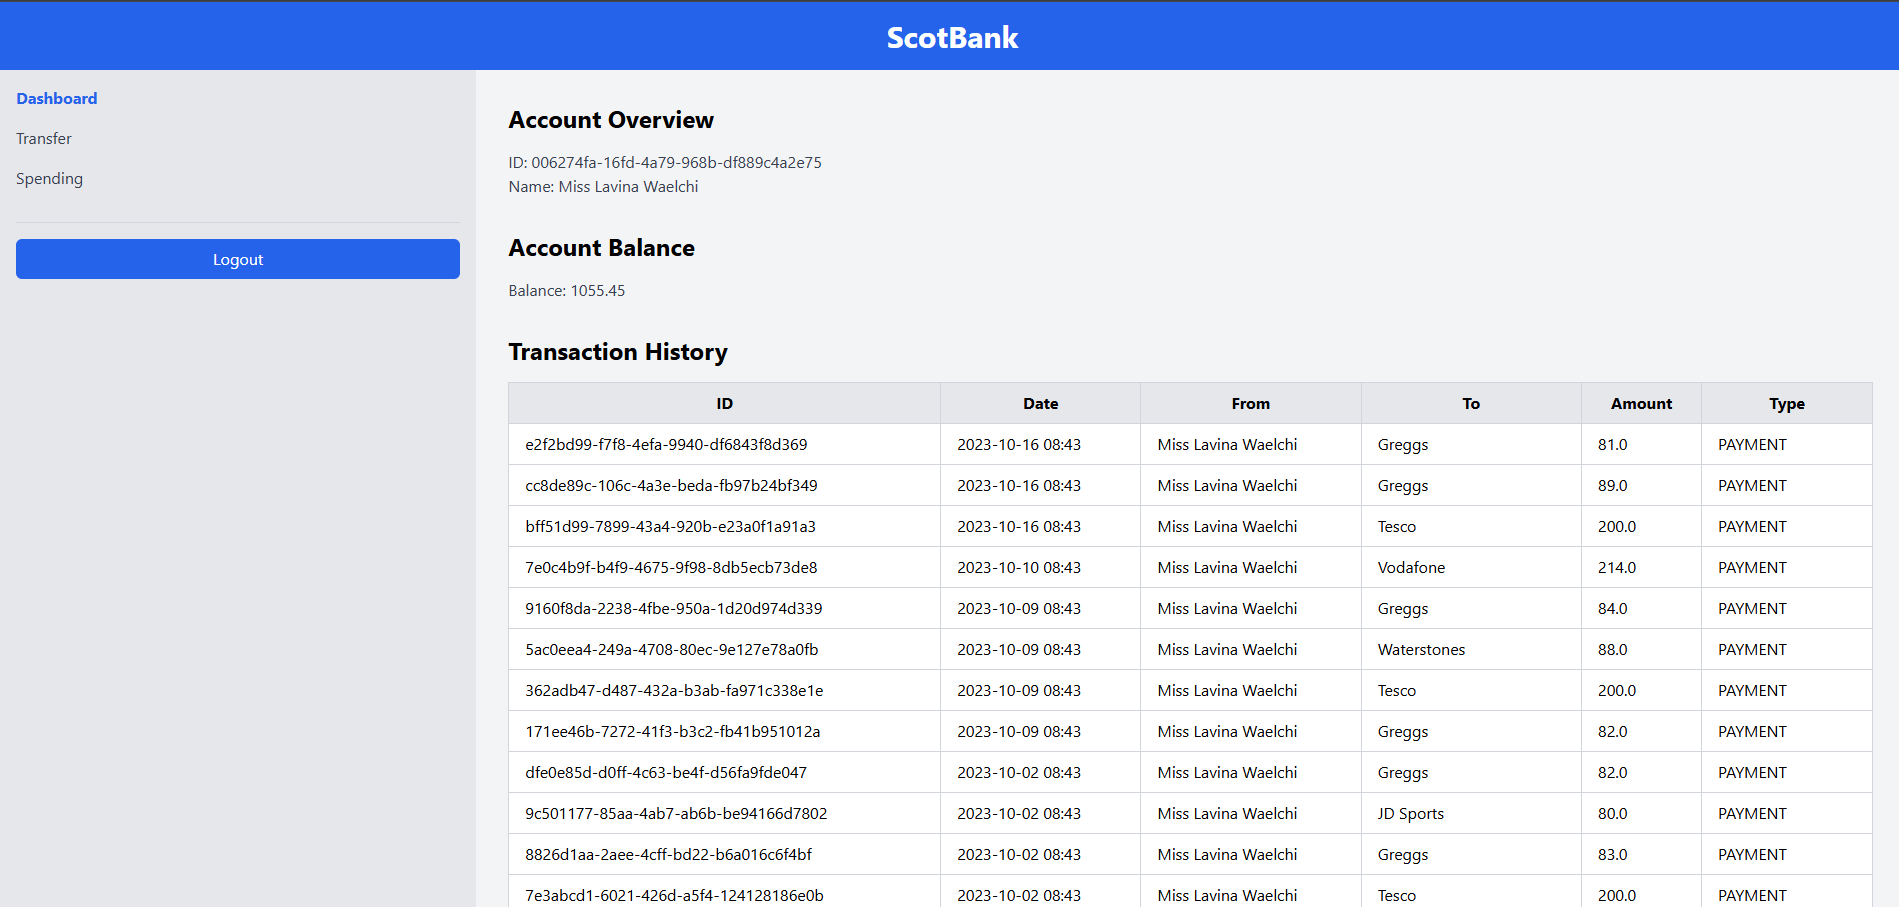 ScotBank
Dashboard
Transfer
Spending
Logout
Account Overview
ID: 006274fa-16fd-4a79-968b-df889c4a2e75
Name: Miss Lavina Waelchi
Account Balance
Balance: 1055.45
Transaction History
ID Date From To Amount Type
e2f2bd99-f7f8-4efa-9940-df6843f8d369 2023-10-16 08:43 Miss Lavina Waelchi Greggs 81.0 PAYMENT
cc8de89c-106c-4a3e-beda-fb97b24bf349 2023-10-16 08:43 Miss Lavina Waelchi Greggs 89.0 PAYMENT
bff51d99-7899-43a4-920b-e23a0f1a91a3 2023-10-16 08:43 Miss Lavina Waelchi Tesco 200.0 PAYMENT
7e0c4b9f-b4f9-4675-9f98-8db5ecb73de8 2023-10-10 08:43 Miss Lavina Waelchi Vodafone 214.0 PAYMENT
9160f8da-2238-4fbe-950a-1d20d974d339 2023-10-09 08:43 Miss Lavina Waelchi Greggs 84.0 PAYMENT
5ac0eea4-249a-4708-80ec-9e127e78a0fb 2023-10-09 08:43 Miss Lavina Waelchi Waterstones 88.0 PAYMENT
362adb47-d487-432a-b3ab-fa971c338e1e 2023-10-09 08:43 Miss Lavina Waelchi Tesco 200.0 PAYMENT
171ee46b-7272-41f3-b3c2-fb41b951012a 2023-10-09 08:43 Miss Lavina Waelchi Greggs 82.0 PAYMENT
dfe0e85d-d0ff-4c63-be4f-d56fa9fde047 2023-10-02 08:43 Miss Lavina Waelchi Greggs 82.0 PAYMENT
9c501177-85aa-4ab7-ab6b-be94166d7802 2023-10-02 08:43 Miss Lavina Waelchi JD Sports 80.0 PAYMENT
8826d1aa-2aee-4cff-bd22-b6a016c6f4bf 2023-10-02 08:43 Miss Lavina Waelchi Greggs 83.0 PAYMENT
7e3abcd1-6021-426d-a5f4-124128186e0b 2023-10-02 08:43 Miss Lavina Waelchi Tesco 200.0 PAYMENT